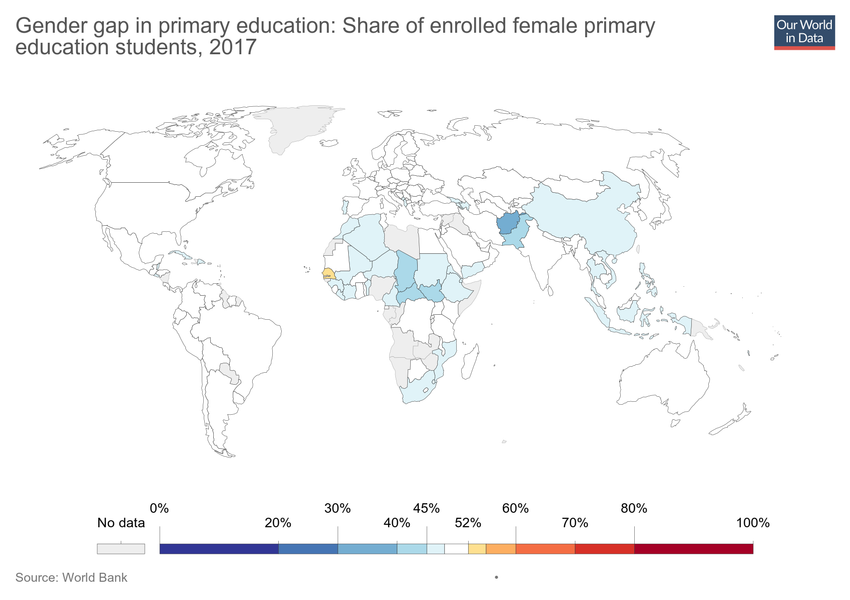 Gender gap in primary education: Share of enrolled female primary
education students, 2017
Our World
in Data
0%
30%
45%
60%
80%
No data
20%
40%
52%
70%
100%
Source: World Bank